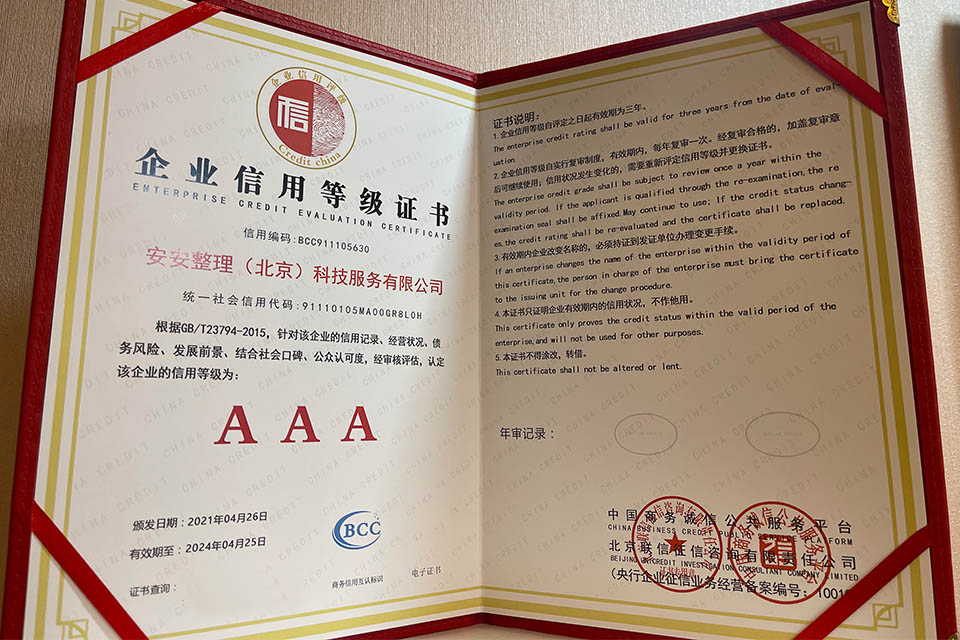 企业信用评级
信
Credit china
企业信用等级证书
ENTERPRISE CREDIT EVALUATION CERTIFICATE
信用编码:BCC911105630
安安整理（北京）科技服务有限公司
统一社会信用代码:91110105MA00GR8L0H
根据GB/T23794-2015, 针对该企业的信用记录、经营状况、债
务风险、发展前景、结合社会口碑、公众认可度，经审核评估，认定
该企业的信用等级为:
AAA
颁发日期：2021年04月26日
有效期至：2024年04月25日
证书查询：
BCC
商务信用互认标识
电子证书
证书说明:
1. 企业信用等级自评定之日起有效期为三年。
The enterprise credit rating shall be valid for three years from the date of eval-
uation
2. 企业信用等级自实行复审制度，有效期内，每年复审一次。经复审合格的，加盖复审章
后可继续使用；信用状况发生变化的，需要重新评定信用等级并更换证书。
The enterprise credit grade shall be subject to review once a year within the
validity period. If the applicant is qualified through the re-examination, the re
examination seal shall be affixed. May continue to use; If the credit status chang-
es, the credit rating shall be re-evaluated and the certificate shall be replaced.
3. 有效期内企业改变名称的，必须持证到发证单位办理变更手续。
If an enterprise changes the name of the enterprise within the validity period of
this certificate, the person in charge of the enterprise must bring the certificate
to the issuing unit for the change procedure.
4. 本证书只证明企业有效期内的信用状况，不作他用。
This certificate only proves the credit status within the valid period of the
enterprise, and will not be used for other purposes.
5. 本证书不得涂改，转借。
This certificate shall not be altered or lent.
年审记录：
中国商务诚信公共服务平台
CHINA BUSINESS CREDIT PUBLIC SERVICE PLATFORM
北京联信征信咨询有限责任公司
BEIJING CREDIT INVESTIGATION CONSULTANT COMPANY LIMITED
(央行企业征信业务经营备案编号：1001